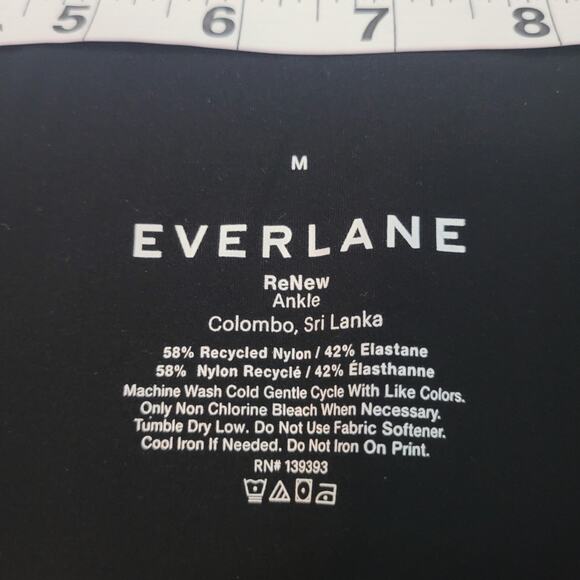 5 6 7 8
M
EVERLANE
ReNew
Ankle
Colombo, Sri Lanka
58% Recycled Nylon / 42% Elastane
58% Nylon Recyclé / 42% Élasthanne
Machine Wash Cold Gentle Cycle With Like Colors.
Only Non Chlorine Bleach When Necessary.
Tumble Dry Low. Do Not Use Fabric Softener.
Cool Iron If Needed. Do Not Iron On Print.
RN# 139393